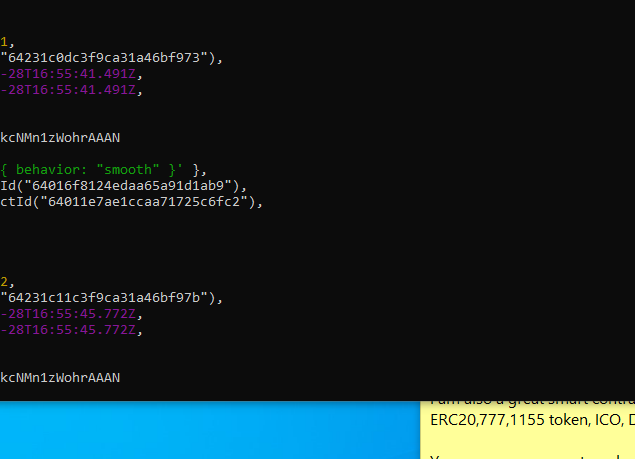 1,
"64231c0dc3f9ca31a46bf973"),
-28T16:55:41.491Z,
-28T16:55:41.491Z,
kcNMn1zWohrAAAN
{ behavior: "smooth" }' },
Id("64016f8124edaa65a91d1ab9"),
ctId("64011e7ae1ccaa71725c6fc2"),
2,
"64231c11c3f9ca31a46bf97b"),
-28T16:55:45.772Z,
-28T16:55:45.772Z,
kcNMn1zWohrAAAN
I am also a great smart contra
ERC20,777,1155 token, ICO, D